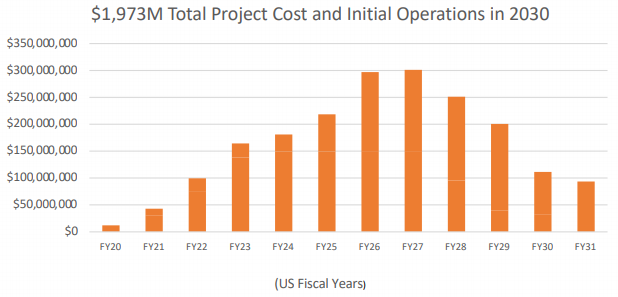 $1,973M Total Project Cost and Initial Operations in 2030
$350,000,000
$300,000,000
$250,000,000
$200,000,000
$150,000,000
$100,000,000
$50,000,000
$0
FY20 FY21 FY22 FY23 FY24 FY25 FY26 FY27 FY28 FY29 FY30 FY31
(US Fiscal Years)